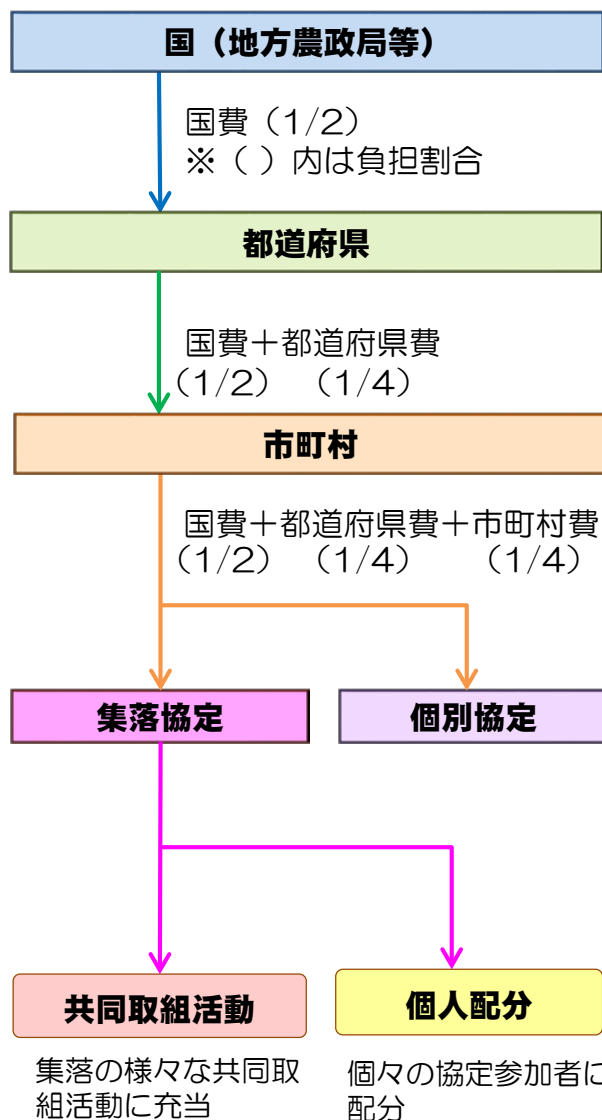 国（地方農政局等）
国費（1/2）
※（ ）内は負担割合
都道府県
国費＋都道府県費
（1/2）　（1/4）
市町村
国費＋都道府県費＋市町村費
（1/2）　（1/4）　　（1/4）
集落協定
個別協定
共同取組活動
個人配分
集落の様々な共同取
組活動に充当
個々の協定参加者に
配分